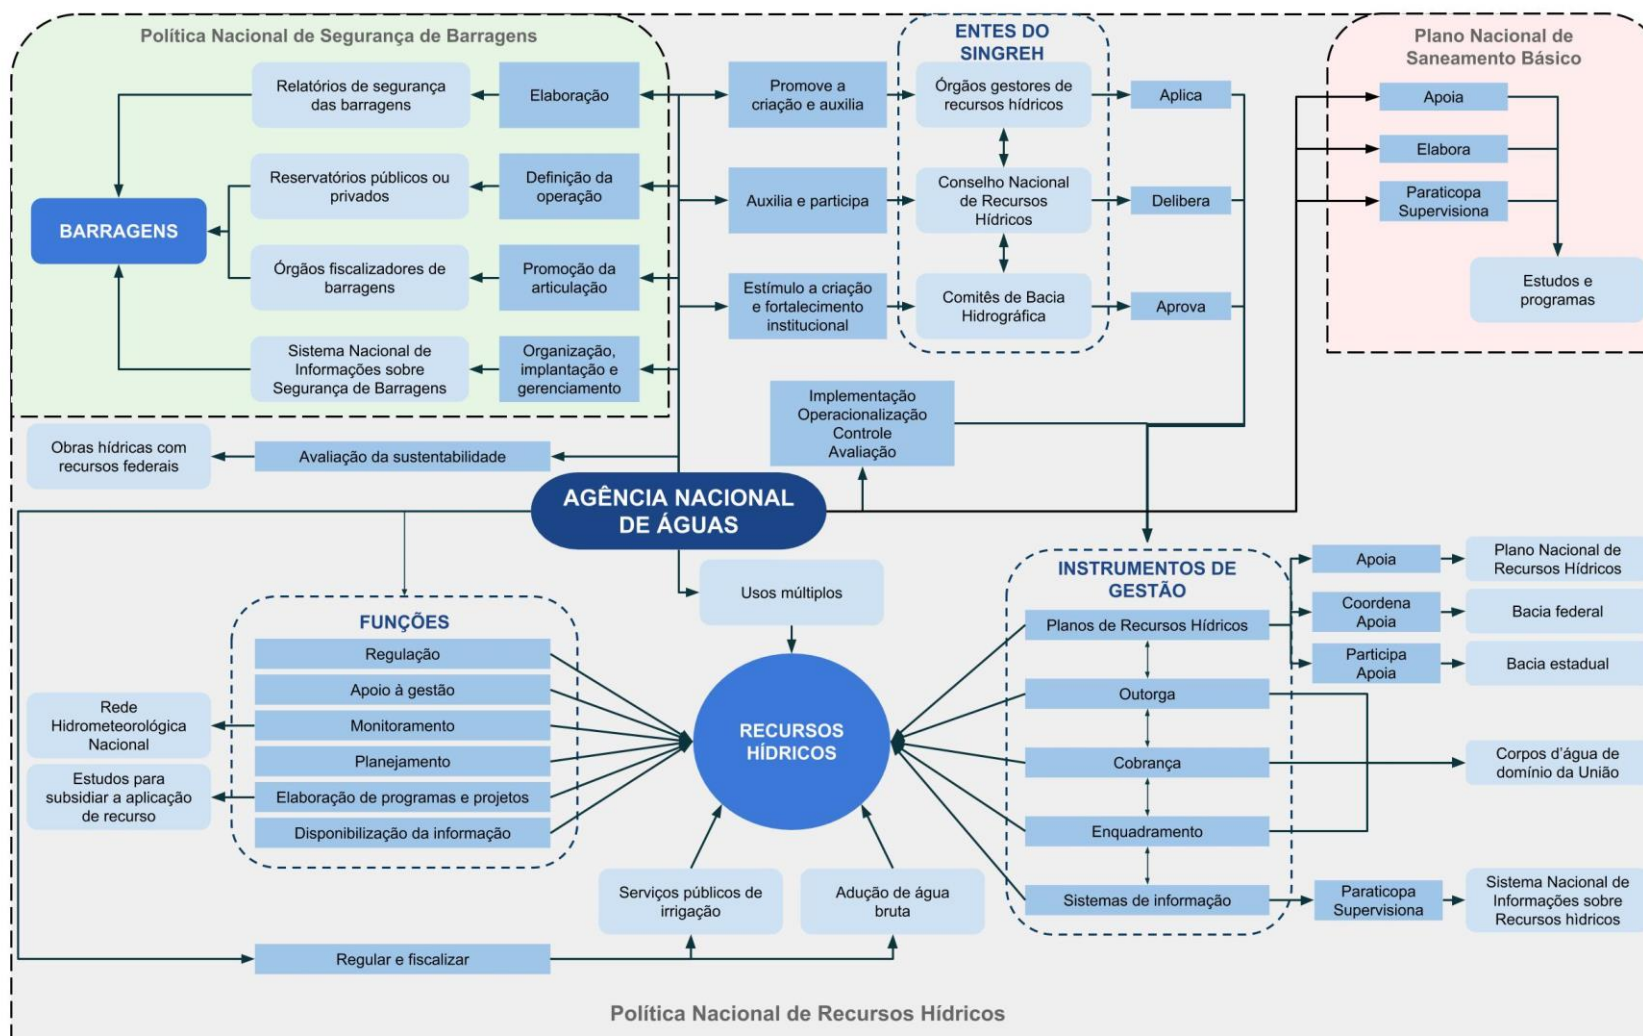 Política Nacional de Segurança de Barragens
Relatórios de segurança
das barragens
Elaboração
Reservatórios públicos ou
privados
Definição da
operação
BARRAGENS
Órgãos fiscalizadores de
barragens
Promoção da
articulação
Sistema Nacional de
Informações sobre
Segurança de Barragens
Organização,
implantação e
gerenciamento
Promove a
criação e auxilia
Auxilia e participa
Estímulo a criação
e fortalecimento
institucional
ENTES DO
SINGREH
Órgãos gestores de
recursos hídricos
Conselho Nacional
de Recursos
Hídricos
Comitês de Bacia
Hidrográfica
Aplica
Delibera
Aprova
Plano Nacional de
Saneamento Básico
Apoia
Elabora
Paraticopa
Supervisiona
Estudos e
programas
Implementação
Operacionalização
Controle
Avaliação
Obras hídricas com
recursos federais
Avaliação da sustentabilidade
AGÊNCIA NACIONAL
DE ÁGUAS
Usos múltiplos
FUNÇÕES
Regulação
Apoio à gestão
Monitoramento
Planejamento
Elaboração de programas e projetos
Disponibilização da informação
Rede
Hidrometeorológica
Nacional
Estudos para
subsidiar a aplicação
de recurso
RECURSOS
HÍDRICOS
Serviços públicos de
irrigação
Adução de água
bruta
Regular e fiscalizar
INSTRUMENTOS DE
GESTÃO
Planos de Recursos Hídricos
Outorga
Cobrança
Enquadramento
Sistemas de informação
Apoia
Plano Nacional de
Recursos Hídricos
Coordena
Apoia
Bacia federal
Participa
Apoia
Bacia estadual
Corpos d'água de
domínio da União
Paraticopa
Supervisiona
Sistema Nacional de
Informações sobre
Recursos hìdricos
Política Nacional de Recursos Hídricos